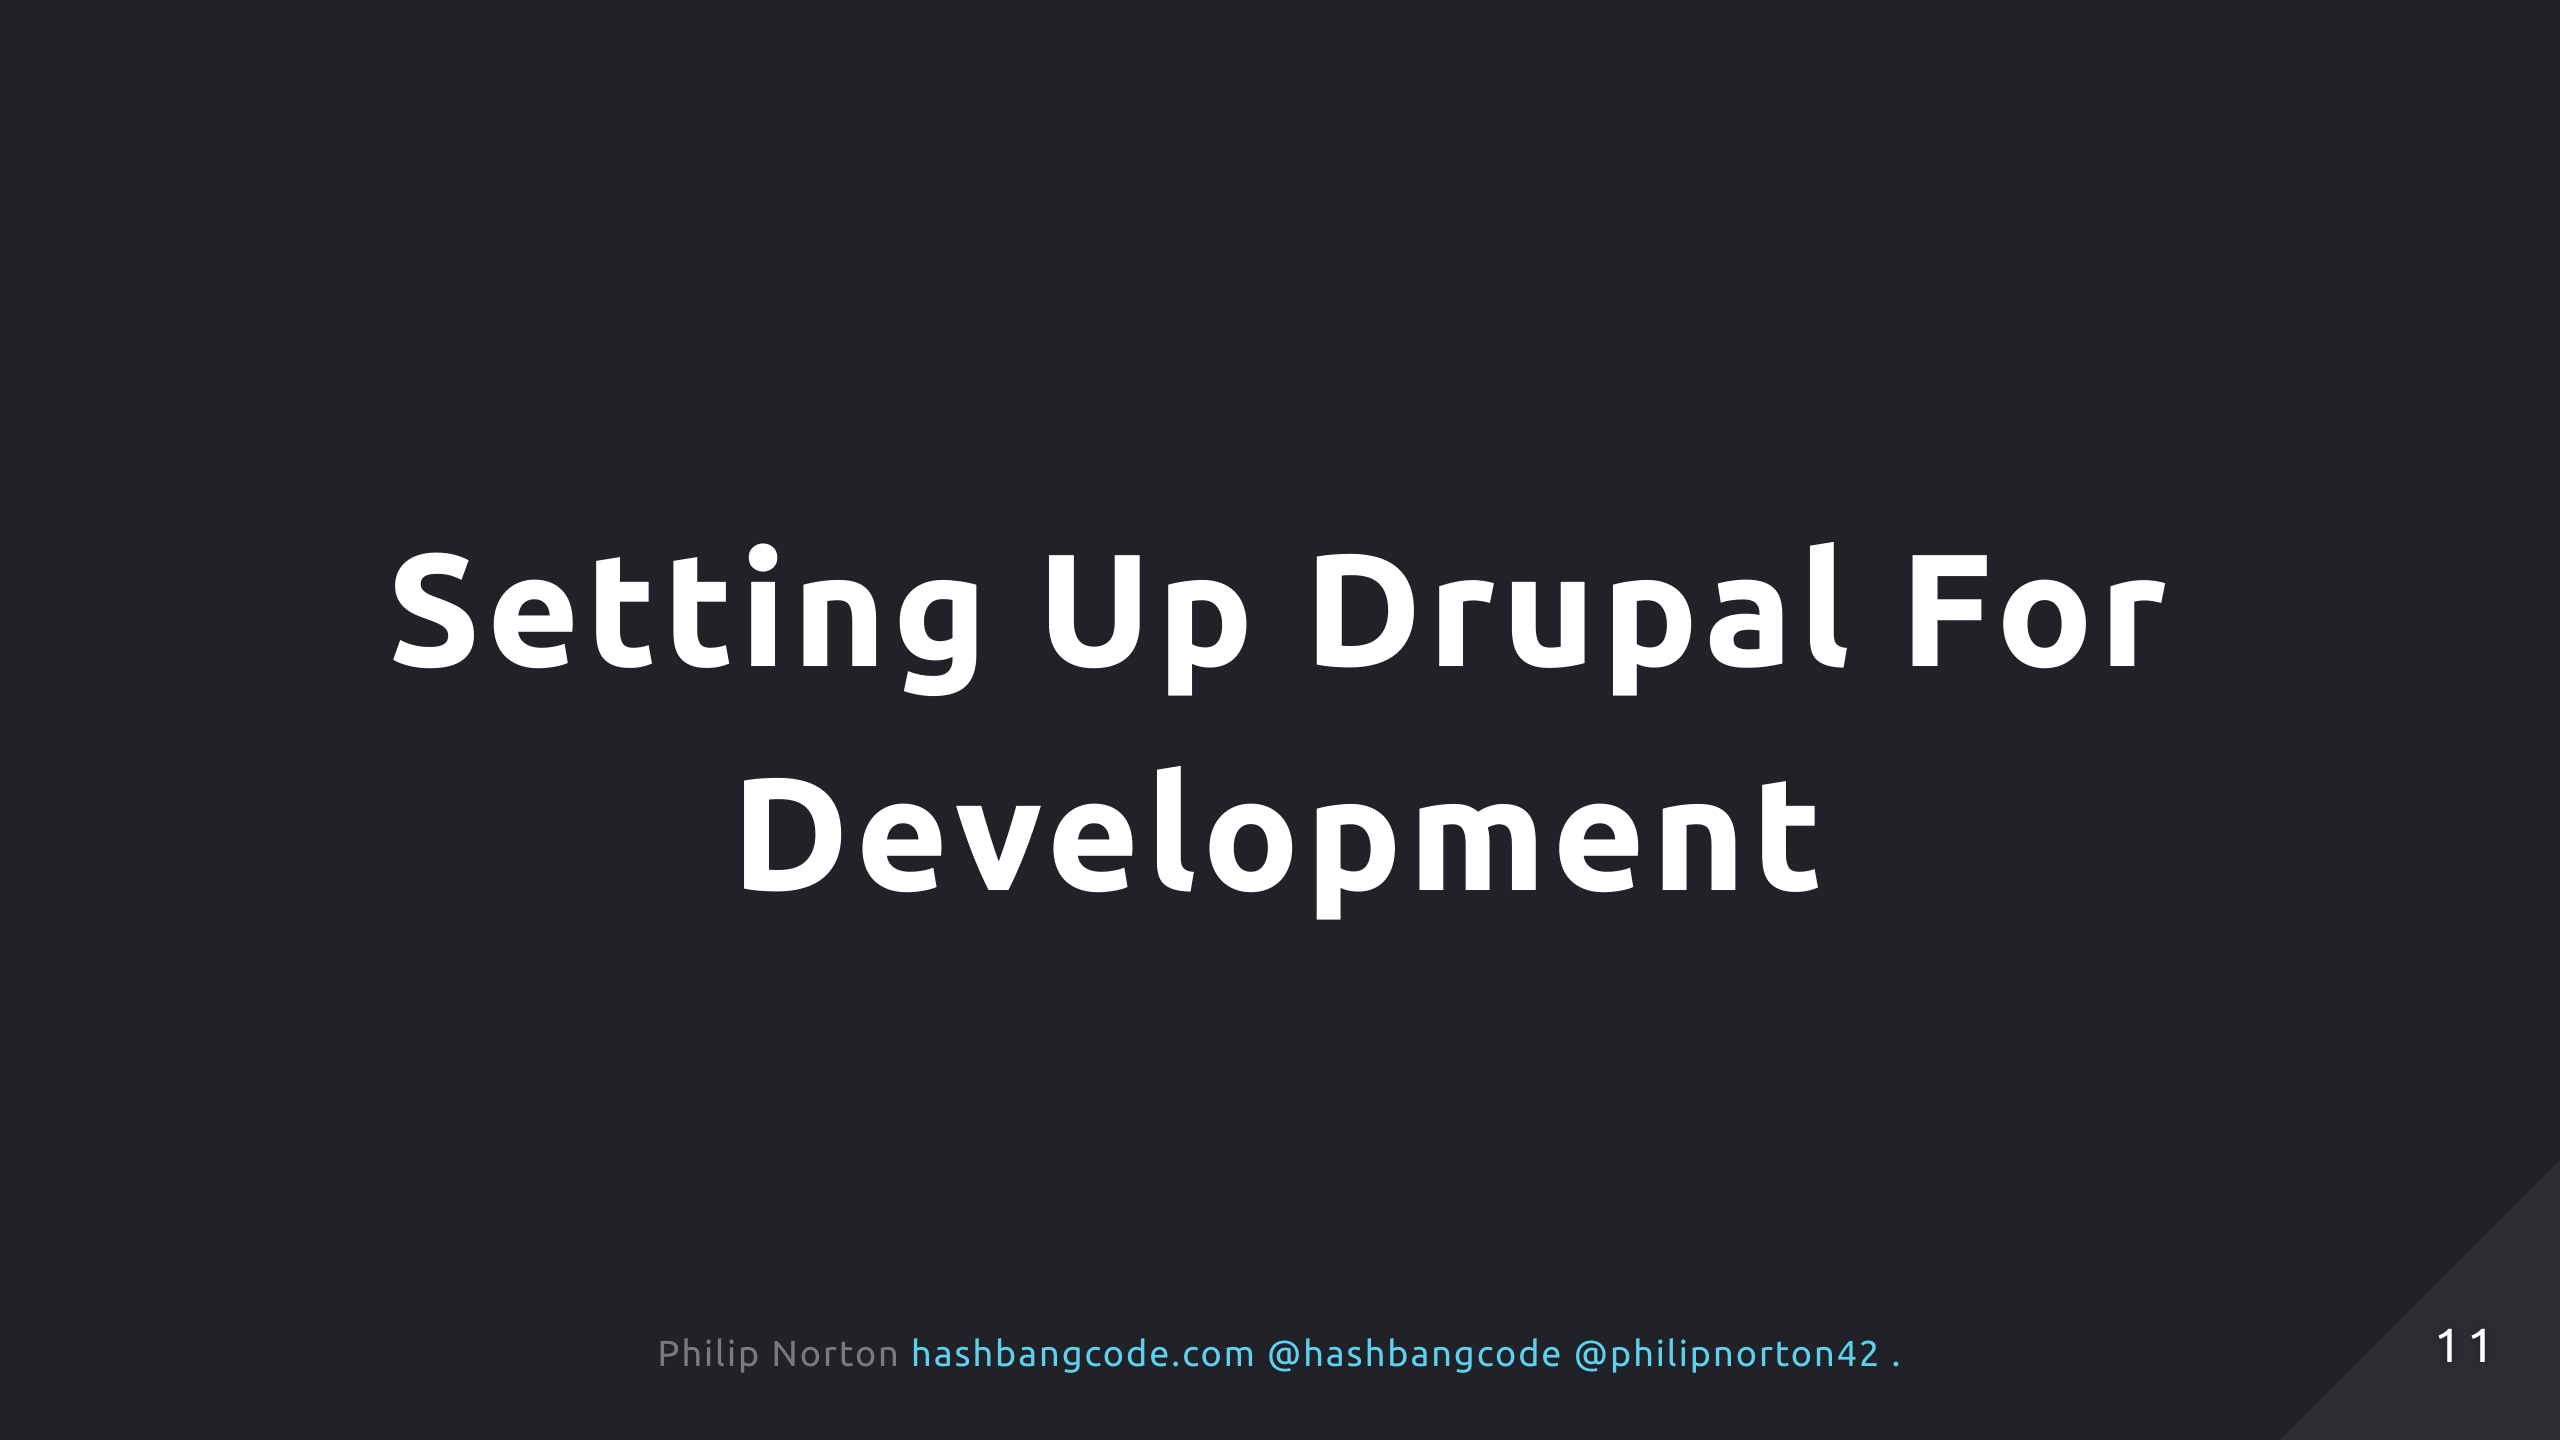 Setting Up Drupal For
Development
Philip Norton hashbangcode.com @hashbangcode @philipnorton42 .
11